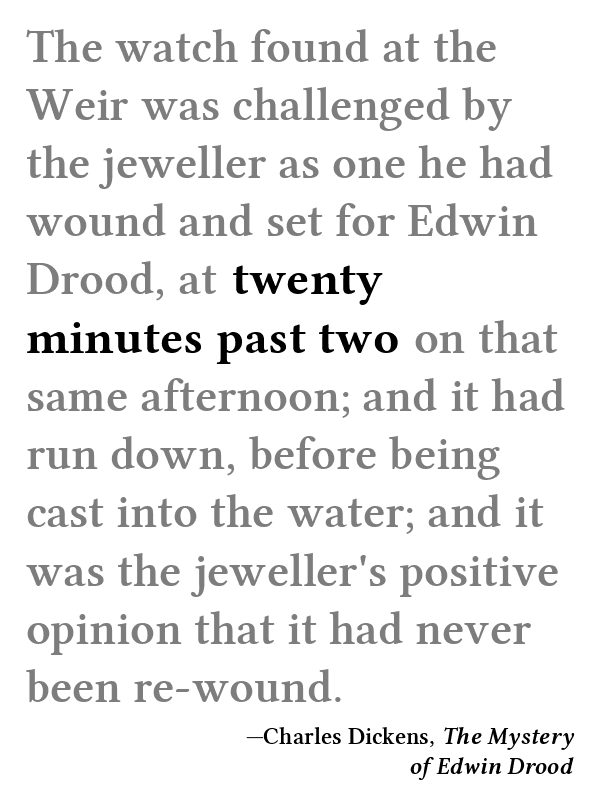 The watch found at the
Weir was challenged by
the jeweller as one he had
wound and set for Edwin
Drood, at twenty
minutes past two on that
same afternoon; and it had
run down, before being
cast into the water; and it
was the jeweller's positive
opinion that it had never
been re-wound.
—Charles Dickens, The Mystery
of Edwin Drood